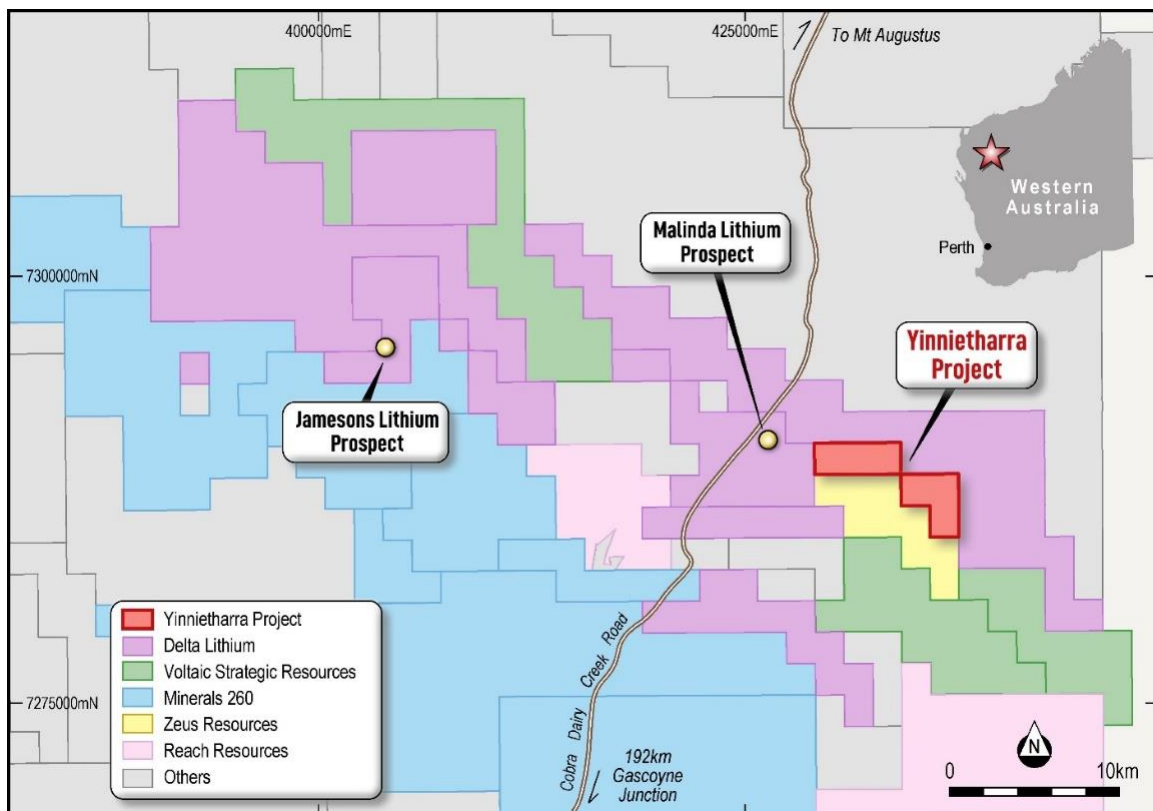 400000mE
425000mE
To Mt Augustus
Western
Australia
Perth
Malinda Lithium
Prospect
7300000mN
Yinnietharra
Project
Jamesons Lithium
Prospect
Yinnietharra Project
Delta Lithium
Voltaic Strategic Resources
Minerals 260
Zeus Resources
Reach Resources
Others
Cobra Dairy Creek Road
7275000mN
192km
Gascoyne
Junction
N
0 10km